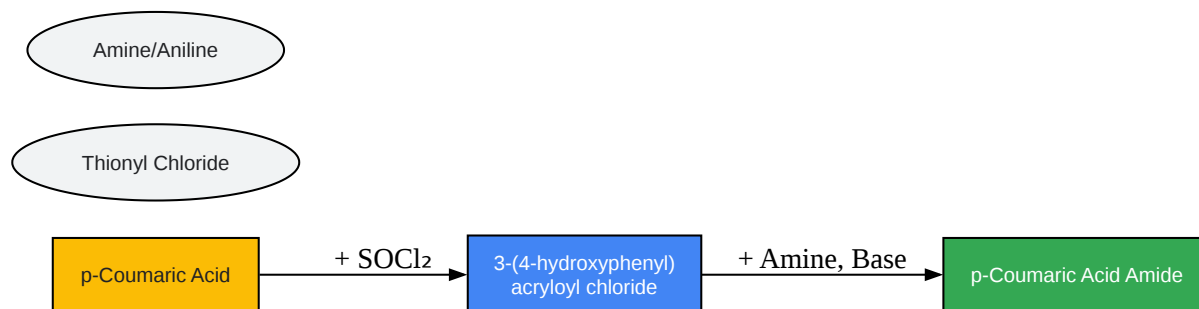 Amine/Aniline
Thionyl Chloride
p-Coumaric Acid
+ SOCl₂
3-(4-hydroxyphenyl)
acryloyl chloride
+ Amine, Base
p-Coumaric Acid Amide